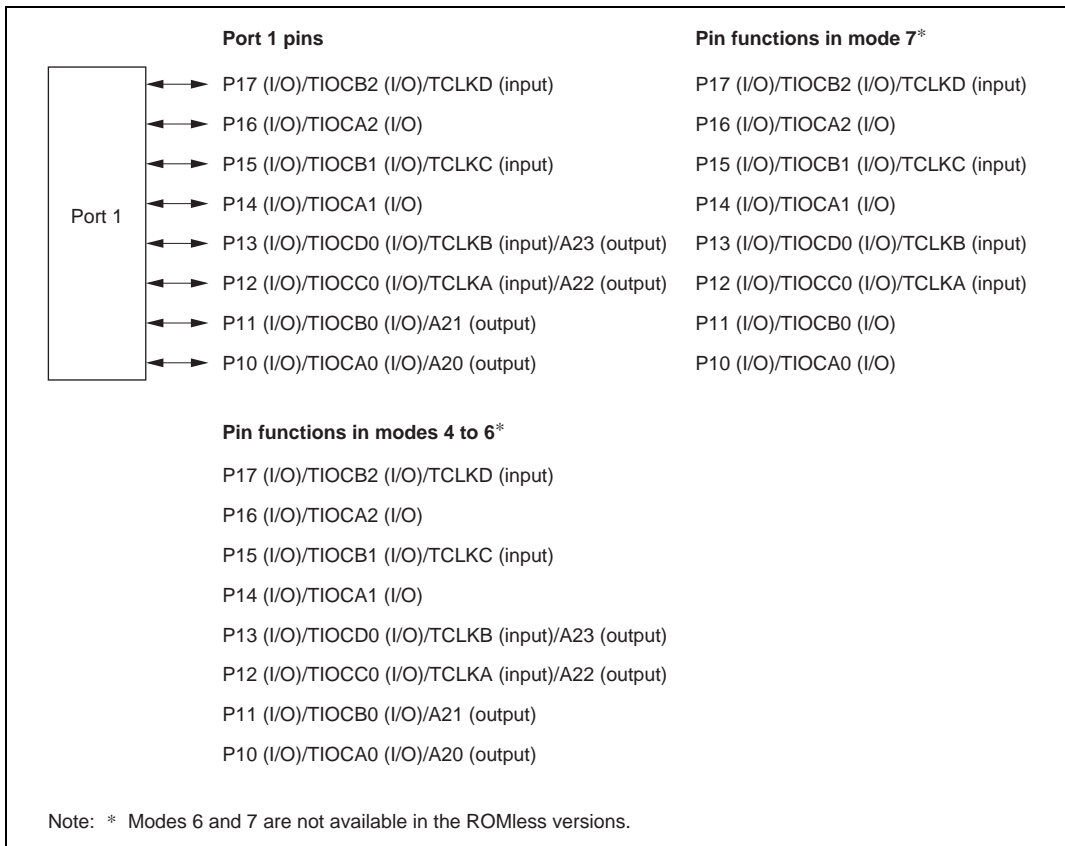 Port 1 pins Pin functions in mode 7*
P17 (I/O)/TIOCB2 (I/O)/TCLKD (input) P17 (I/O)/TIOCB2 (I/O)/TCLKD (input)
P16 (I/O)/TIOCA2 (I/O) P16 (I/O)/TIOCA2 (I/O)
P15 (I/O)/TIOCB1 (I/O)/TCLKC (input) P15 (I/O)/TIOCB1 (I/O)/TCLKC (input)
Port 1 P14 (I/O)/TIOCA1 (I/O) P14 (I/O)/TIOCA1 (I/O)
P13 (I/O)/TIOCD0 (I/O)/TCLKB (input)/A23 (output) P13 (I/O)/TIOCD0 (I/O)/TCLKB (input)
P12 (I/O)/TIOCC0 (I/O)/TCLKA (input)/A22 (output) P12 (I/O)/TIOCC0 (I/O)/TCLKA (input)
P11 (I/O)/TIOCB0 (I/O)/A21 (output) P11 (I/O)/TIOCB0 (I/O)
P10 (I/O)/TIOCA0 (I/O)/A20 (output) P10 (I/O)/TIOCA0 (I/O)
Pin functions in modes 4 to 6*
P17 (I/O)/TIOCB2 (I/O)/TCLKD (input)
P16 (I/O)/TIOCA2 (I/O)
P15 (I/O)/TIOCB1 (I/O)/TCLKC (input)
P14 (I/O)/TIOCA1 (I/O)
P13 (I/O)/TIOCD0 (I/O)/TCLKB (input)/A23 (output)
P12 (I/O)/TIOCC0 (I/O)/TCLKA (input)/A22 (output)
P11 (I/O)/TIOCB0 (I/O)/A21 (output)
P10 (I/O)/TIOCA0 (I/O)/A20 (output)
Note: * Modes 6 and 7 are not available in the ROMless versions.